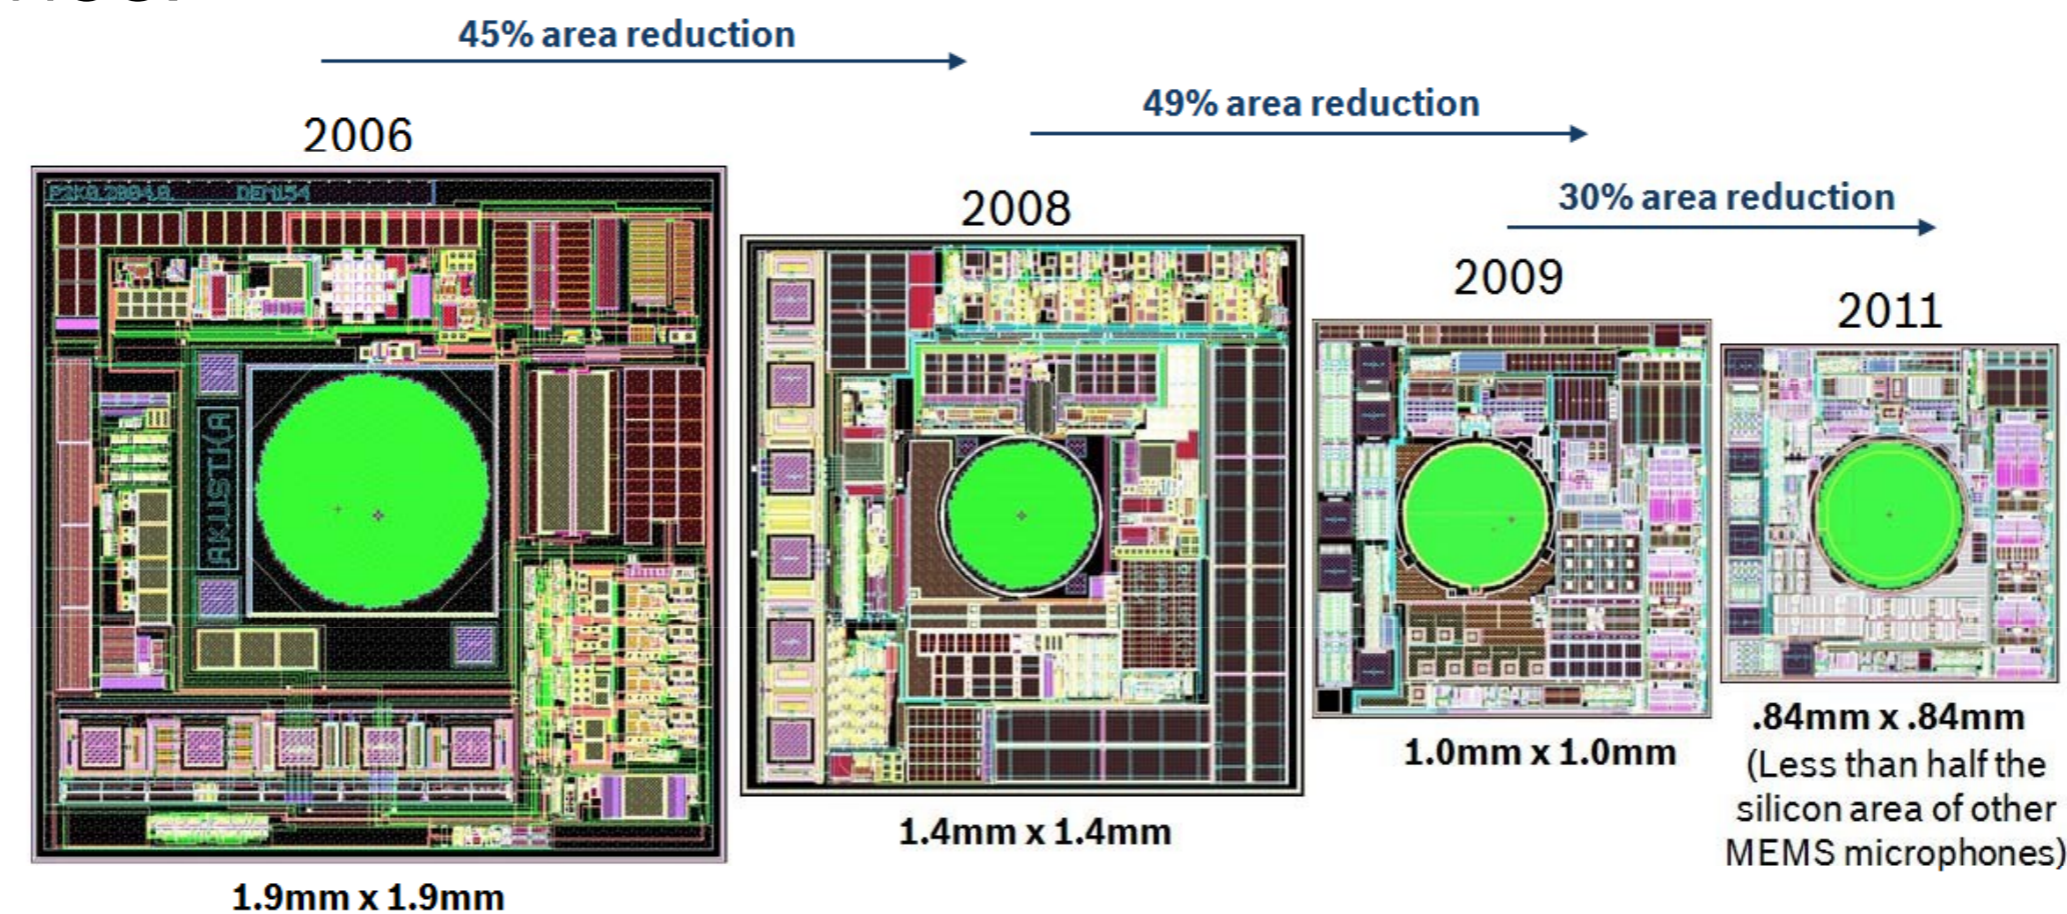 45% area reduction
49% area reduction
30% area reduction
2006
2008
2009
2011
AKUSTICA
1.9mm x 1.9mm
1.4mm x 1.4mm
1.0mm x 1.0mm
.84mm x .84mm
(Less than half the
silicon area of other
MEMS microphones)